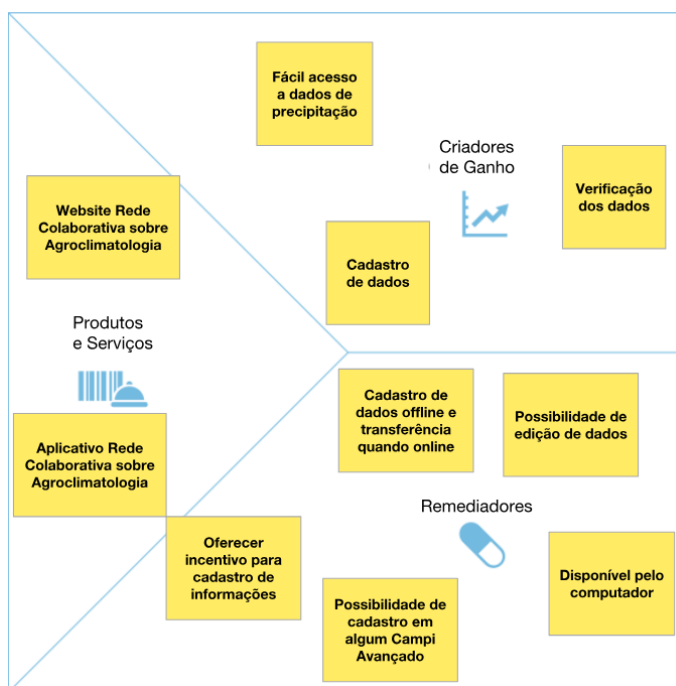 Fácil acesso
a dados de
precipitação
Criadores
de Ganho
Verificação
dos dados
Website Rede
Colaborativa sobre
Agroclimatologia
Cadastro
de dados
Produtos
e Serviços
Cadastro de
dados offline e
transferência
quando online
Possibilidade de
edição de dados
Aplicativo Rede
Colaborativa sobre
Agroclimatologia
Remediadores
Oferecer
incentivo para
cadastro de
informações
Disponível pelo
computador
Possibilidade de
cadastro em
algum Campi
Avançado